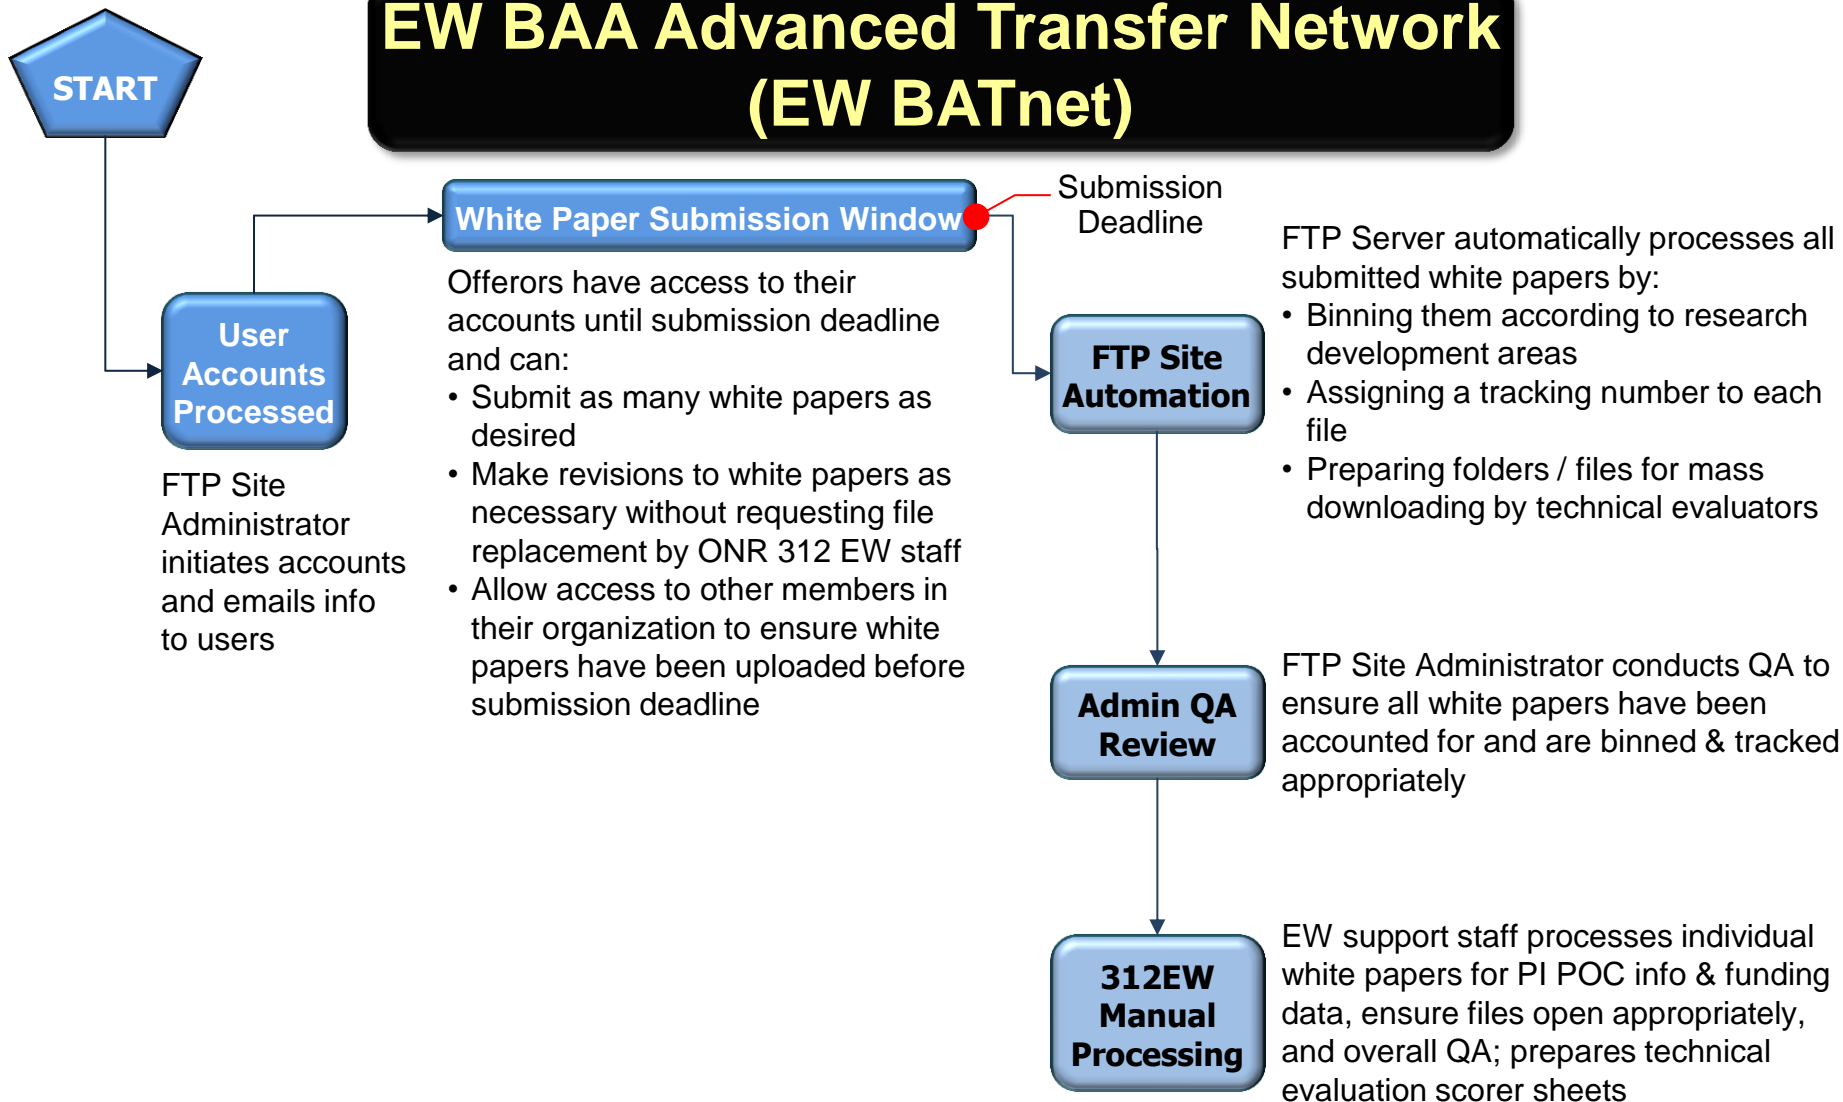 EW BAA Advanced Transfer Network
(EW BATnet)
START
User
Accounts
Processed
FTP Site
Administrator
initiates accounts
and emails info
to users
White Paper Submission Window
Submission
Deadline
Offerors have access to their
accounts until submission deadline
and can:
• Submit as many white papers as
desired
• Make revisions to white papers as
necessary without requesting file
replacement by ONR 312 EW staff
• Allow access to other members in
their organization to ensure white
papers have been uploaded before
submission deadline
FTP Site
Automation
FTP Server automatically processes all
submitted white papers by:
• Binning them according to research
development areas
• Assigning a tracking number to each
file
• Preparing folders / files for mass
downloading by technical evaluators
Admin QA
Review
FTP Site Administrator conducts QA to
ensure all white papers have been
accounted for and are binned & tracked
appropriately
312EW
Manual
Processing
EW support staff processes individual
white papers for PI POC info & funding
data, ensure files open appropriately,
and overall QA; prepares technical
evaluation scorer sheets